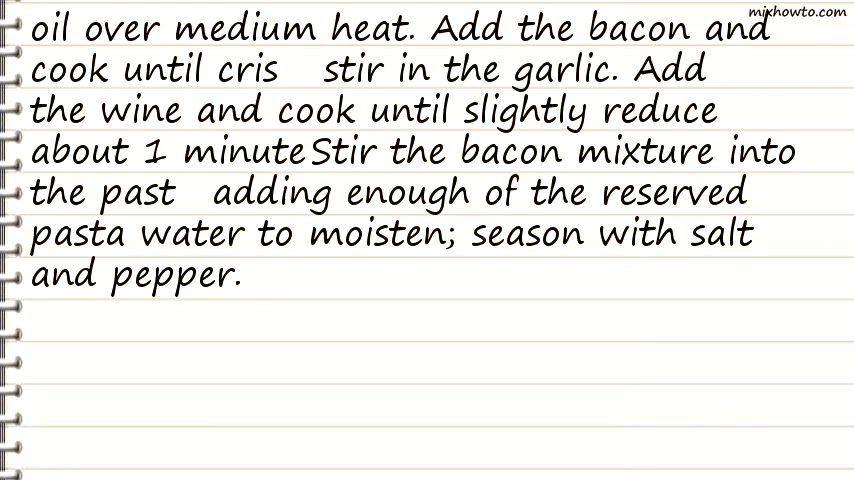 mixhowto.com
oil over medium heat. Add the bacon and
cook until cris stir in the garlic. Add
the wine and cook until slightly reduce
about 1 minuteStir the bacon mixture into
the past adding enough of the reserved
pasta water to moisten; season with salt
and pepper.